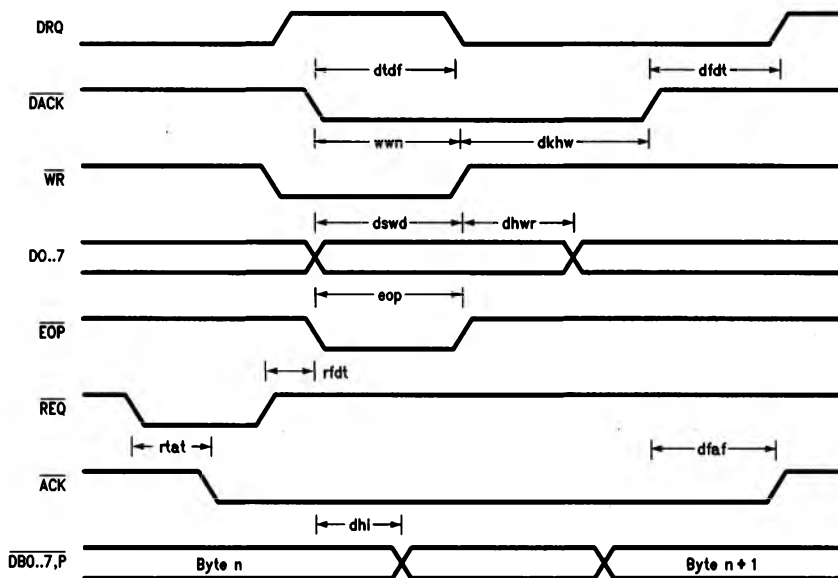 DRQ
dtdf
dfdt
DACK
wwn
dkhw
WR
dswd
dhwr
D0..7
eop
EOP
rfdt
REQ
rtat
dfaf
ACK
dhi
DB0..7,P
Byte n
Byte n+1